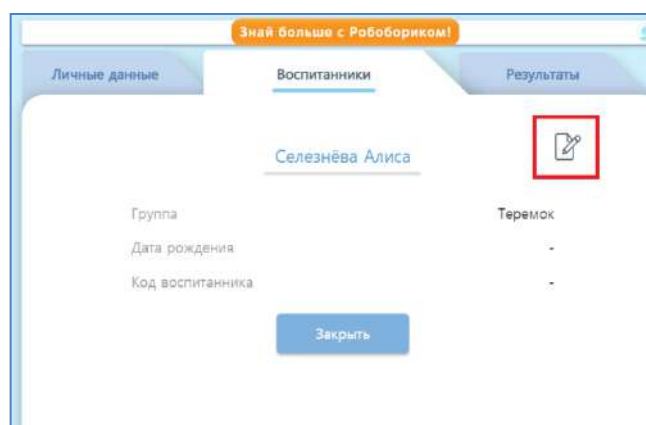 Знай больше с Робобориком!
Личные данные Воспитанники Результаты
Селезнёва Алиса
Группа Теремок
Дата рождения -
Код воспитанника -
Закрыть